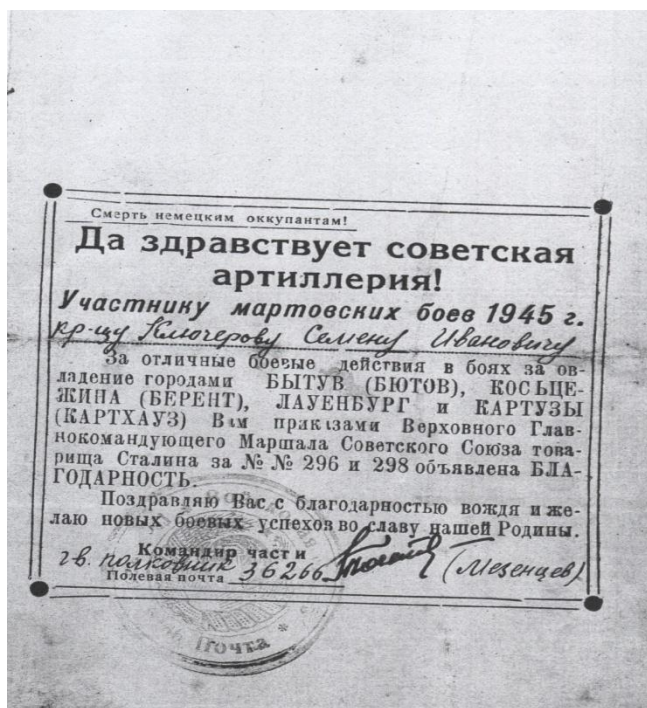 Смерть немецким оккупантам!
Да здравствует советская
артиллерия!
Участнику мартовских боев 1945 г.
кр-цу Ключерову Семену Ивановичу
За отличные боевые действия в боях за ов-
ладение городами БЫТУВ (БЮТОВ), КОСЬЦЕ-
ЖИНА (БЕРЕНТ), ЛАУЕНБУРГ и КАРТУЗЫ
(КАРТХАУЗ) Вам приказами Верховного Глав-
нокомандующего Маршала Советского Союза това-
рища Сталина за № № 296 и 298 объявлена БЛА-
ГОДАРНОСТЬ.
Поздравляю Вас с благодарностью вождя и же-
лаю новых боевых успехов во славу нашей Родины.
Командир части
гв. полковник (Мезенцев)
Полевая почта 36266
Почта *